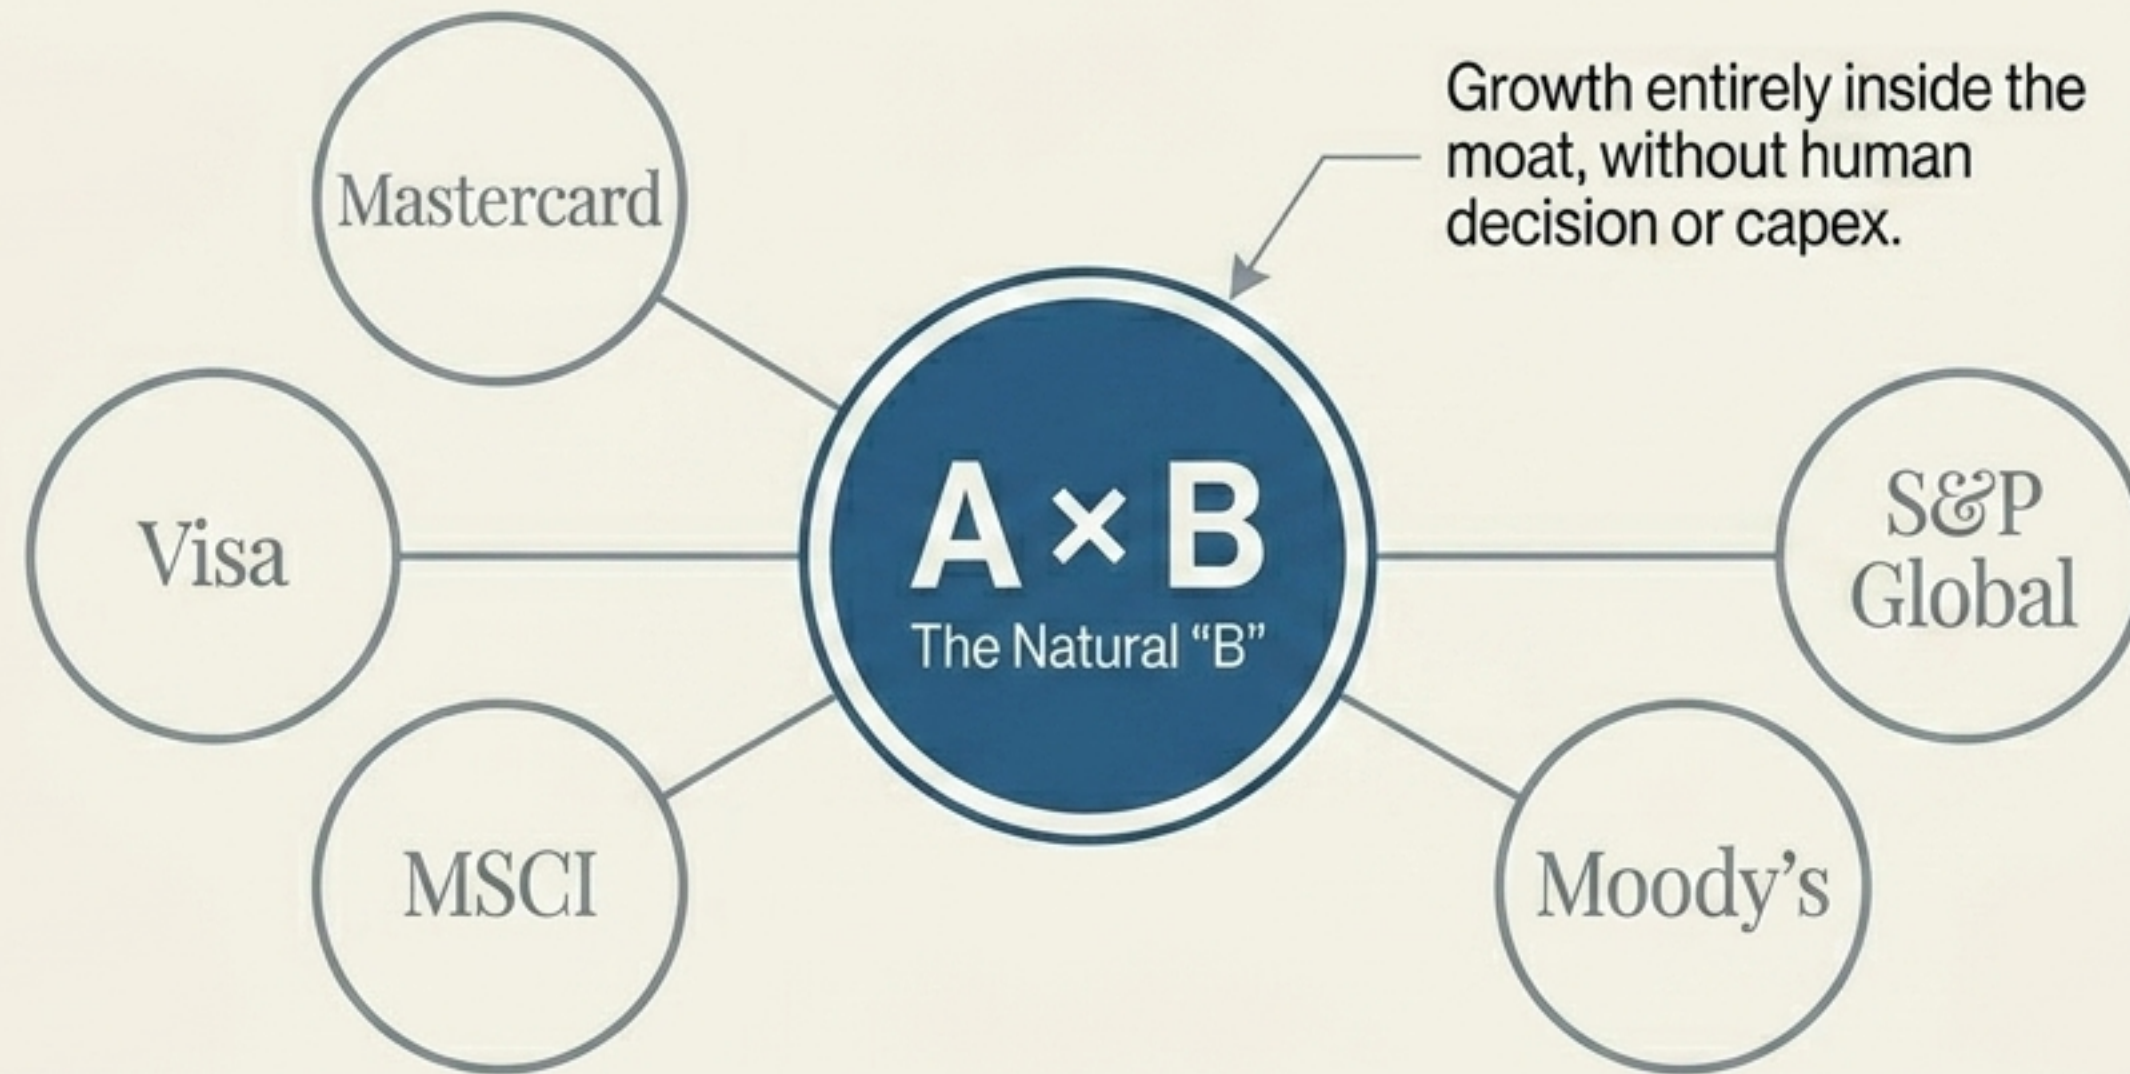 Mastercard
Growth entirely inside the
moat, without human
decision or capex.
Visa
A × B
The Natural “B”
S&P
Global
MSCI
Moody’s